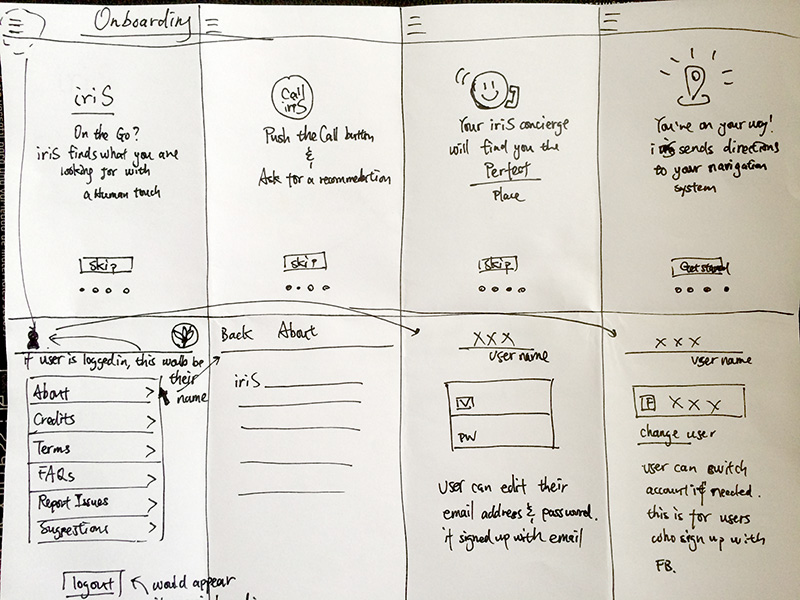 Onboarding
iriS
On the Go?
iriS finds what you are
looking for with
a Human touch
Skip
Call
iriS
Push the Call button
&
Ask for a recommendation
Skip
Your iriS concierge
will find you the
Perfect
Place
Skip
You're on your way!
sends directions
to your navigation
system
Get started
if user is logged in, this would be
their
name
About >
Credits >
Terms >
FAQs >
Report Issues >
Suggestions >
logout
would appear
Back About
iriS
XXX
user name
PW
User can edit their
email address & password.
if signed up with email
XXX
user name
F XXX
change user
user can switch
account if needed.
this is for users
who sign up with
FB.